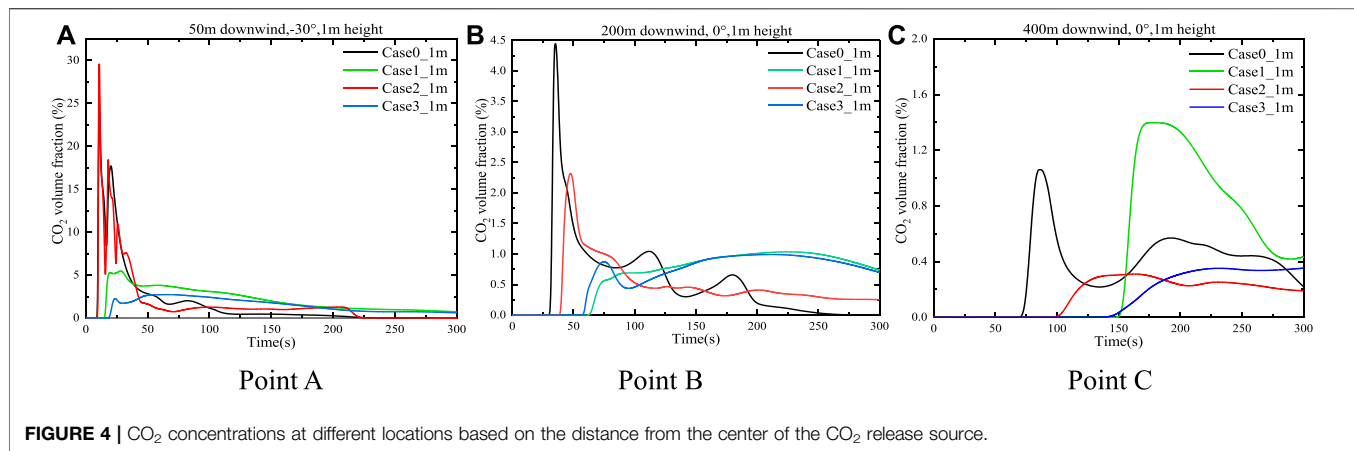 A
50m downwind,-30°,1m height
Case0_1m
Case1_1m
Case2_1m
Case3_1m
CO2 volume fraction (%)
30
25
20
15
10
5
0
0 50 100 150 200 250 300
Time(s)
Point A
B
200m downwind, 0°,1m height
Case0_1m
Case1_1m
Case2_1m
Case3_1m
CO2 volume fraction (%)
4.5
4.0
3.5
3.0
2.5
2.0
1.5
1.0
0.5
0.0
0 50 100 150 200 250 300
Time(s)
Point B
C
400m downwind, 0°,1m height
Case0_1m
Case1_1m
Case2_1m
Case3_1m
CO2 volume fraction (%)
2.0
1.6
1.2
0.8
0.4
0.0
0 50 100 150 200 250 300
Time(s)
Point C
FIGURE 4 | CO2 concentrations at different locations based on the distance from the center of the CO2 release source.